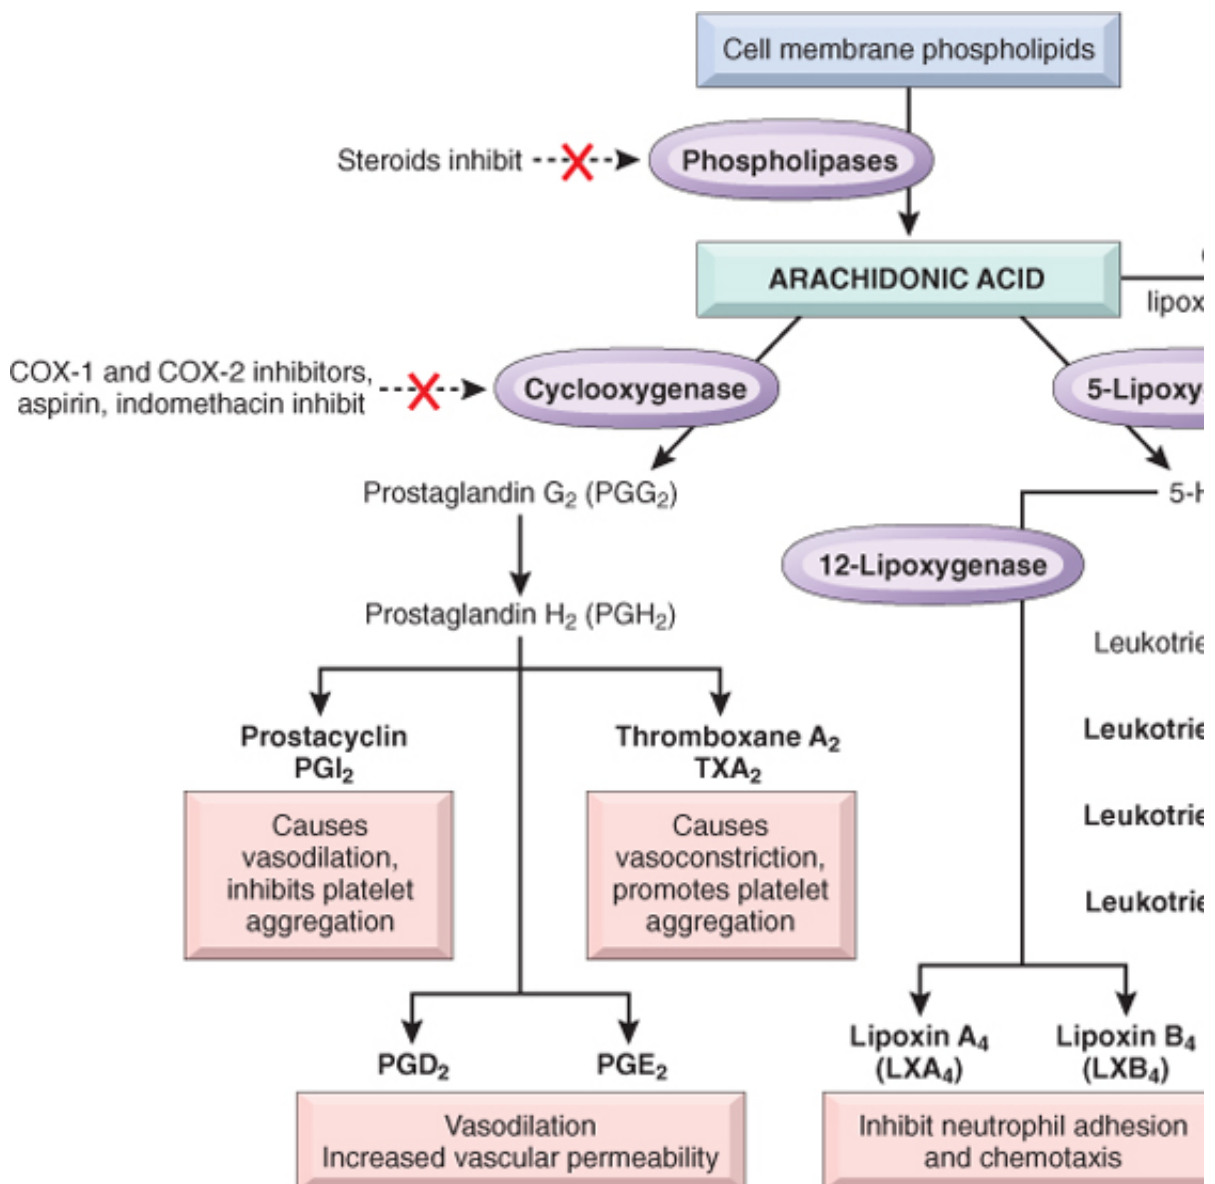 Cell membrane phospholipids
Steroids inhibit
Phospholipases
ARACHIDONIC ACID
COX-1 and COX-2 inhibitors,
aspirin, indomethacin inhibit
Cyclooxygenase
Prostaglandin G₂ (PGG₂)
12-Lipoxygenase
Prostaglandin H₂ (PGH₂)
Prostacyclin
PGI₂
Thromboxane A₂
TXA₂
Causes
vasodilation,
inhibits platelet
aggregation
Causes
vasoconstriction,
promotes platelet
aggregation
PGD₂
PGE₂
Vasodilation
Increased vascular permeability
Lipoxin A₄
(LXA₄)
Lipoxin B₄
(LXB₄)
Inhibit neutrophil adhesion
and chemotaxis